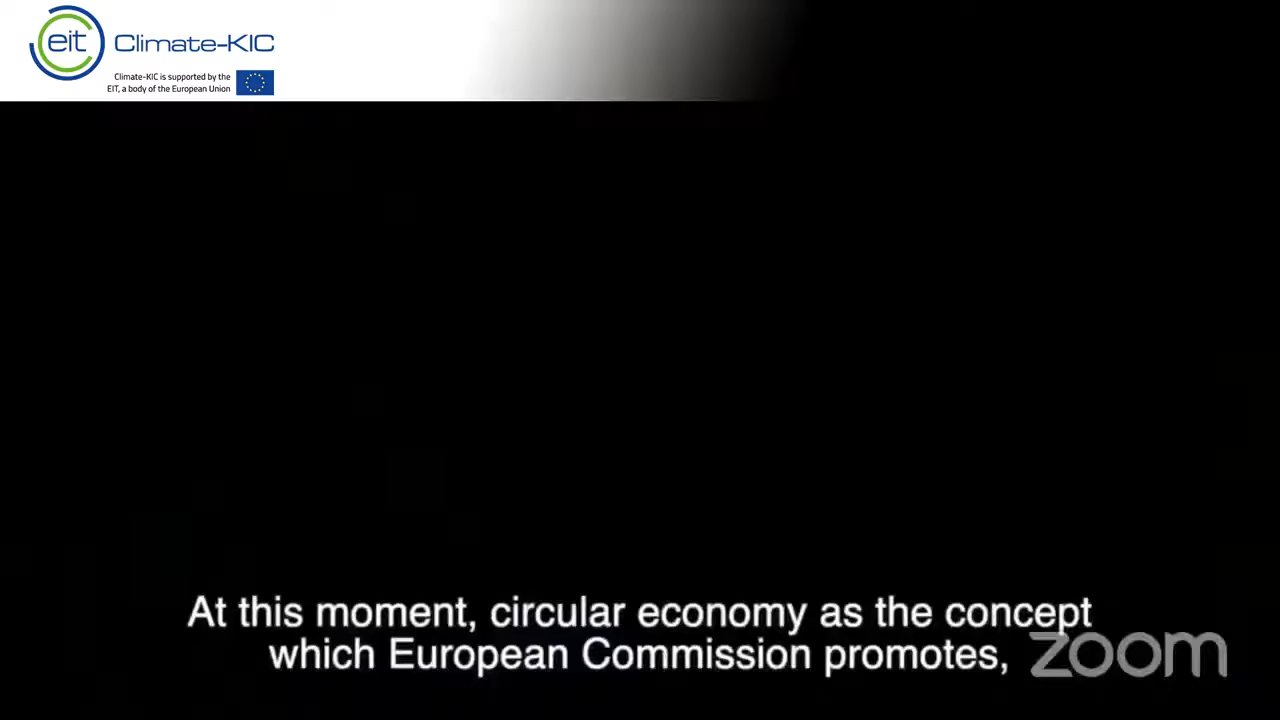 eit Climate-KIC
Climate-KIC is supported by the
EIT, a body of the European Union
At this moment, circular economy as the concept
which European Commission promotes,
zoom